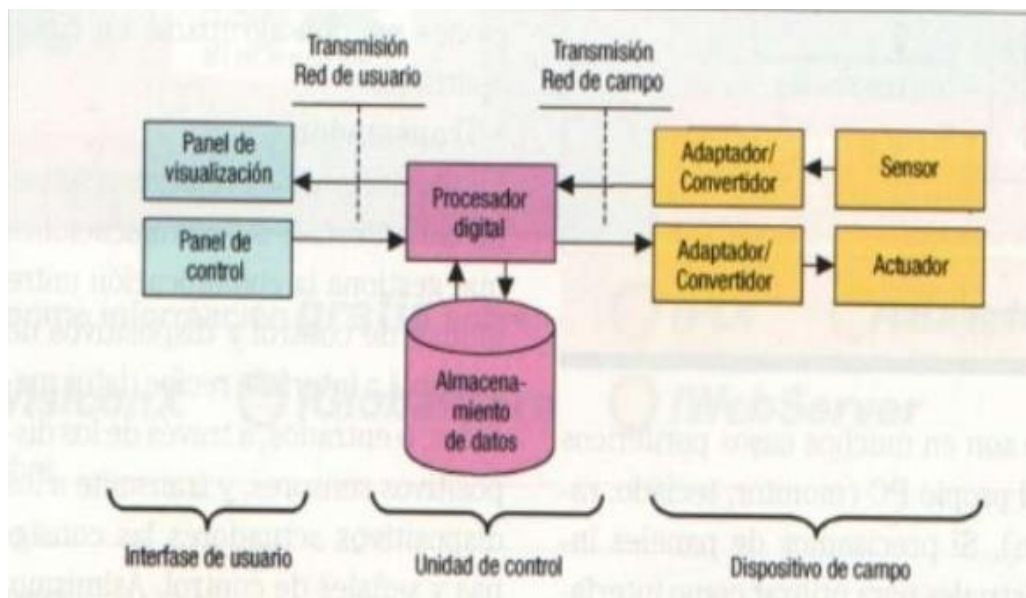 Transmisión
Red de usuario
Transmisión
Red de campo
Panel de
visualización
Panel de
control
Procesador
digital
Adaptador/
Convertidor
Sensor
Adaptador/
Convertidor
Actuador
Almacena-
miento
de datos
Interfase de usuario
Unidad de control
Dispositivo de campo